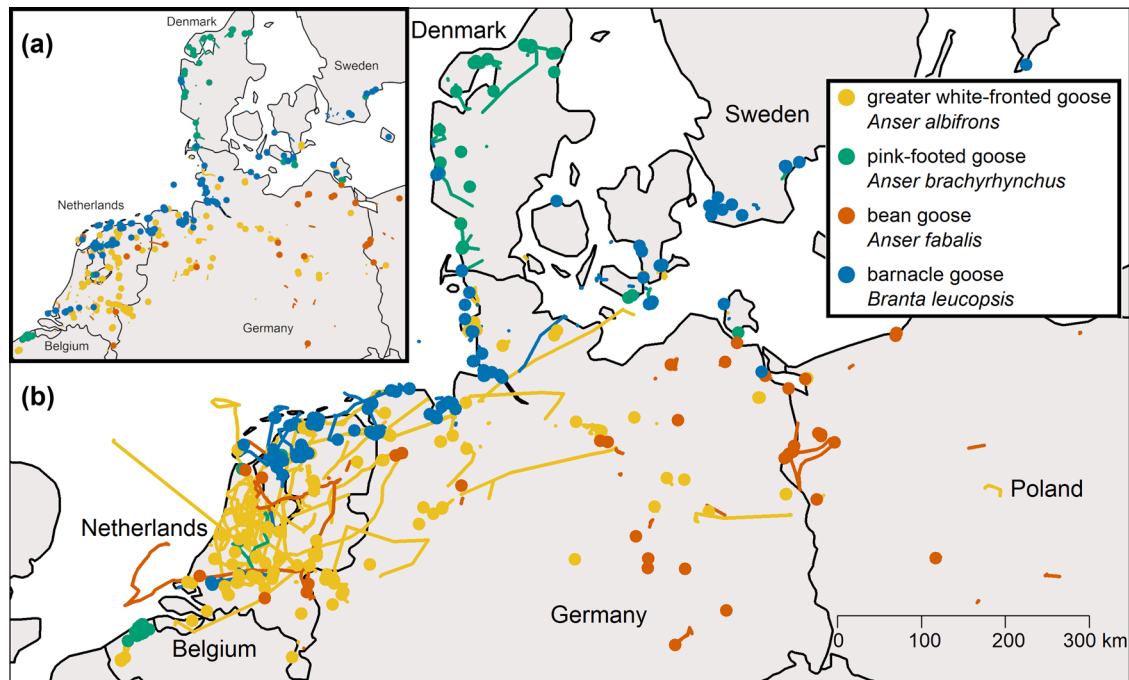 (a)
Denmark
Sweden
Netherlands
Germany
Belgium
Denmark
Sweden
greater white-fronted goose
Anser albifrons
pink-footed goose
Anser brachyrhynchus
bean goose
Anser fabalis
barnacle goose
Branta leucopsis
(b)
Netherlands
Poland
Germany
Belgium
0 100 200 300 km